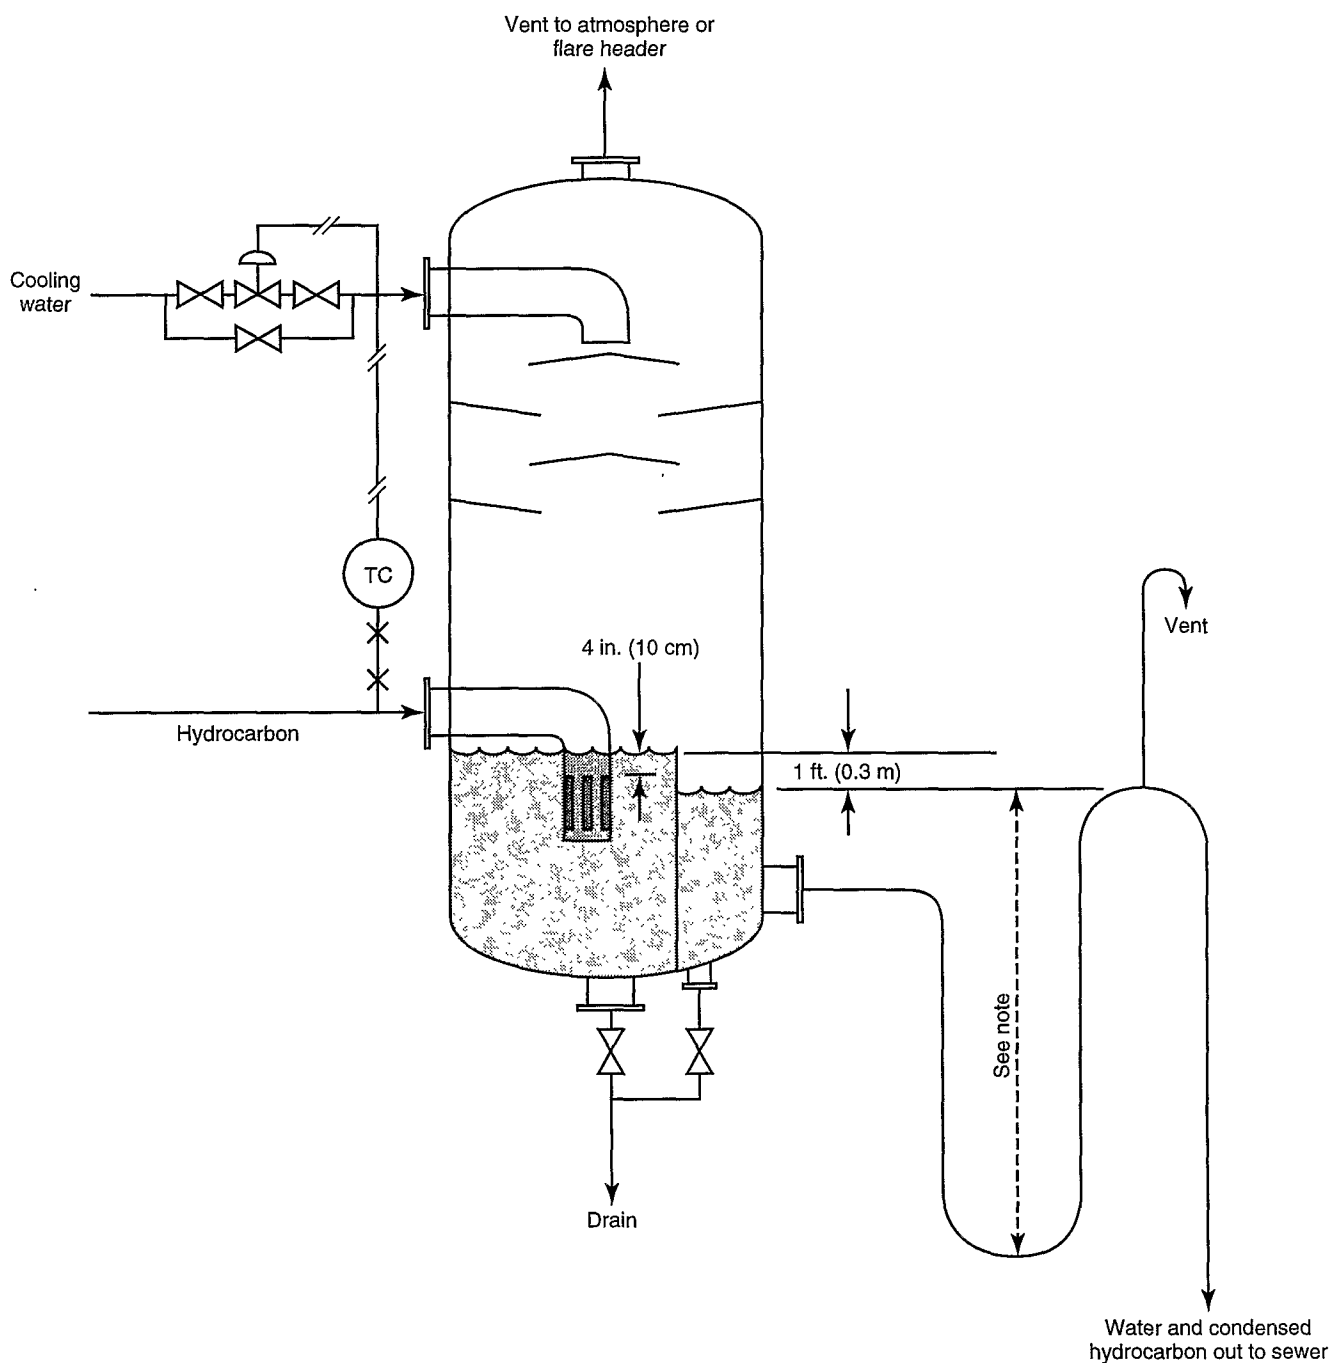 Vent to atmosphere or
flare header
Cooling
water
TC
4 in. (10 cm)
Vent
Hydrocarbon
1 ft. (0.3 m)
See note
Drain
Water and condensed
hydrocarbon out to sewer